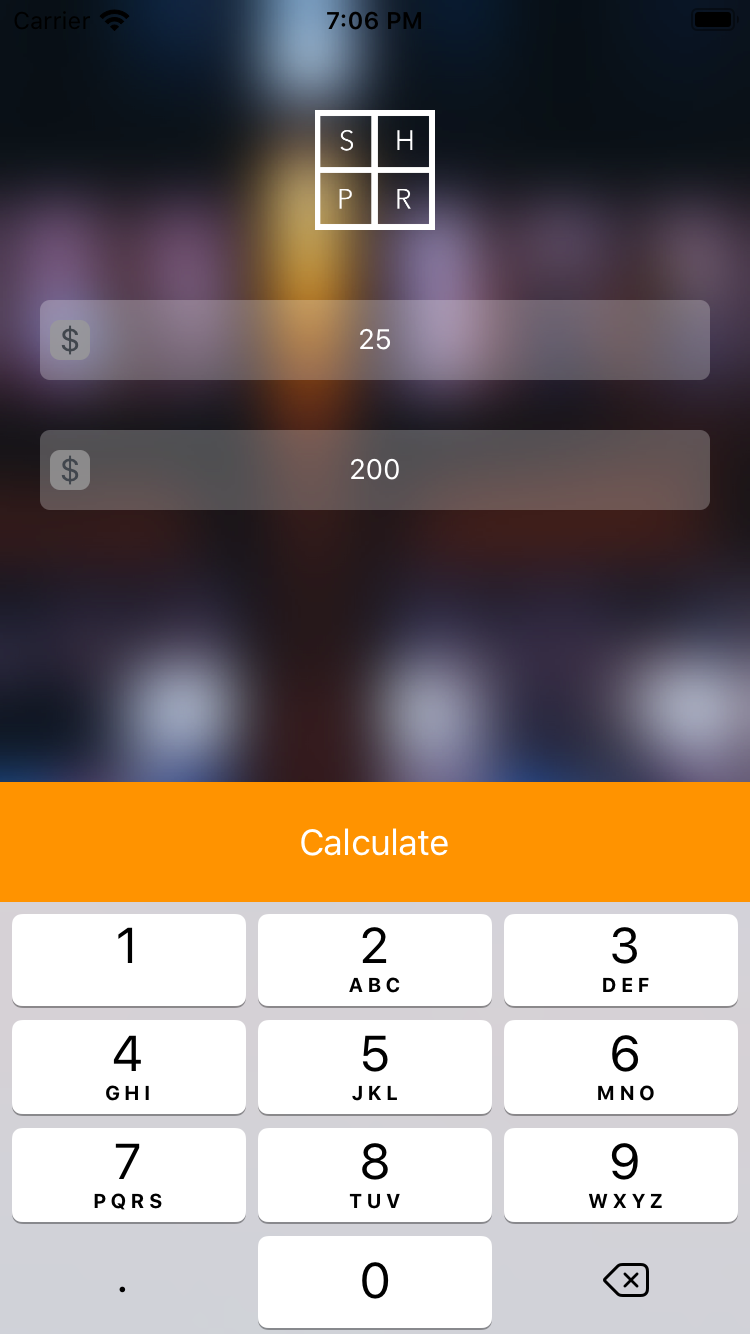 Carrier 7:06 PM
S H
P R
$ 25
$ 200
Calculate
1 2 3
ABC DEF
4 5 6
GHI JKL MNO
7 8 9
PQRS TUV WXYZ
. 0